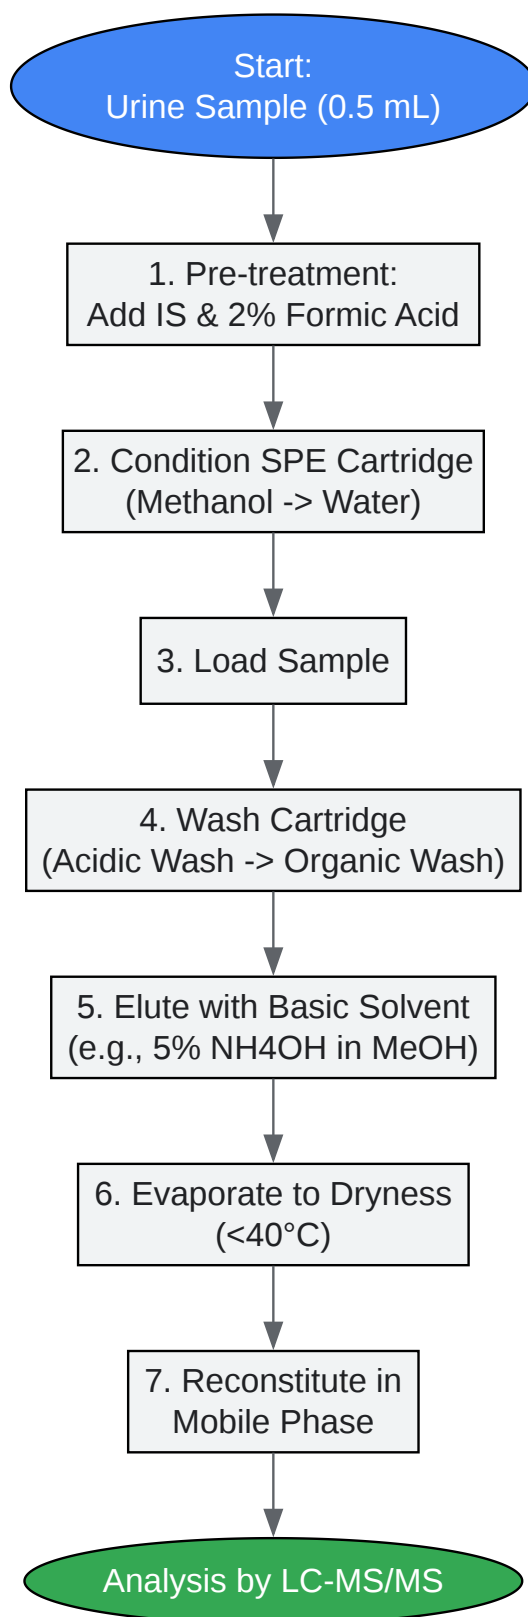 Start:
Urine Sample (0.5 mL)
1. Pre-treatment:
Add IS & 2% Formic Acid
2. Condition SPE Cartridge
(Methanol -> Water)
3. Load Sample
4. Wash Cartridge
(Acidic Wash -> Organic Wash)
5. Elute with Basic Solvent
(e.g., 5% NH4OH in MeOH)
6. Evaporate to Dryness
(<40°C)
7. Reconstitute in
Mobile Phase
Analysis by LC-MS/MS